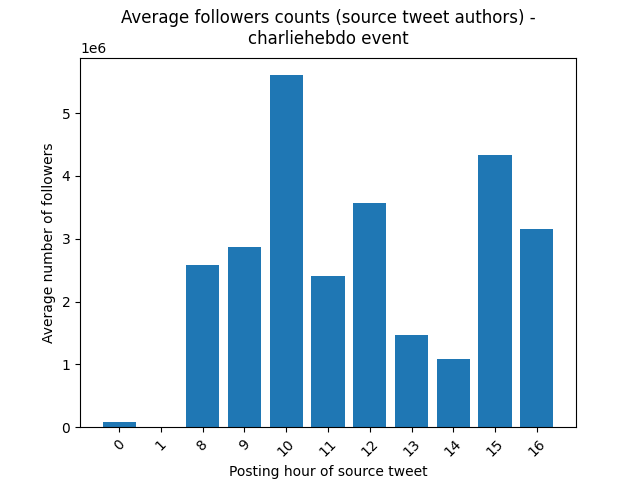 Average followers counts (source tweet authors) -
charliehebdo event
1e6
5
4
3
2
1
0
Average number of followers
0 1 8 9 10 11 12 13 14 15 16
Posting hour of source tweet